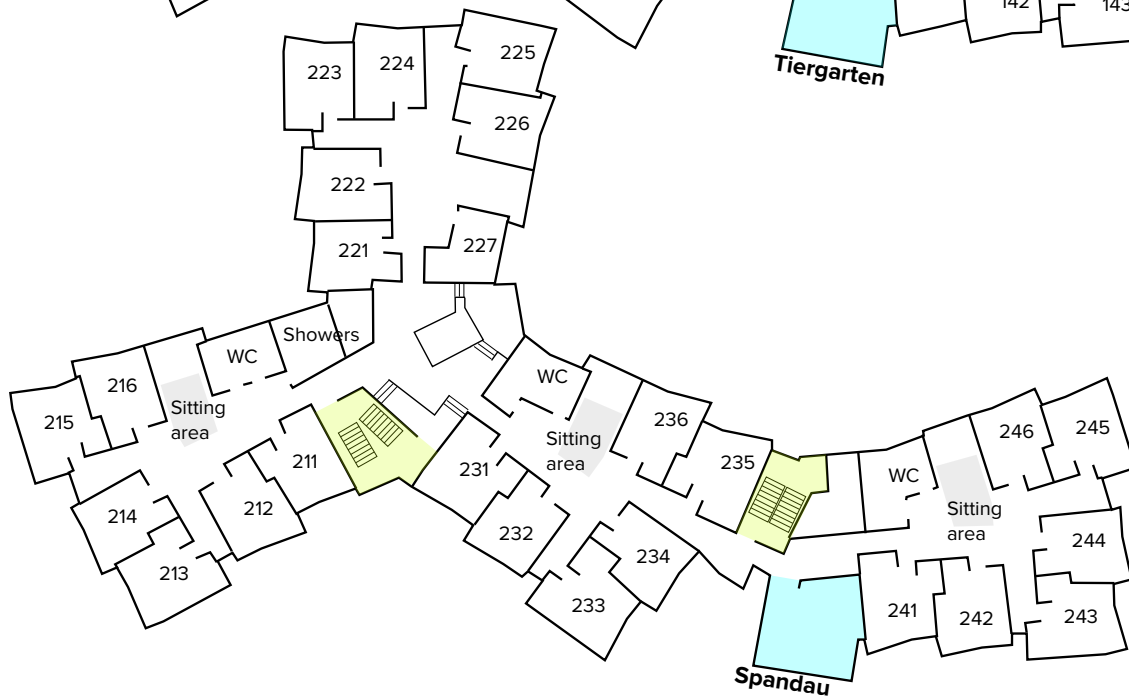 142
143
Tiergarten
223
224
225
226
222
221
227
Showers
WC
216
215
Sitting
area
WC
236
Sitting
area
235
246
245
WC
Sitting
area
211
212
214
213
231
232
234
233
244
241
242
243
Spandau